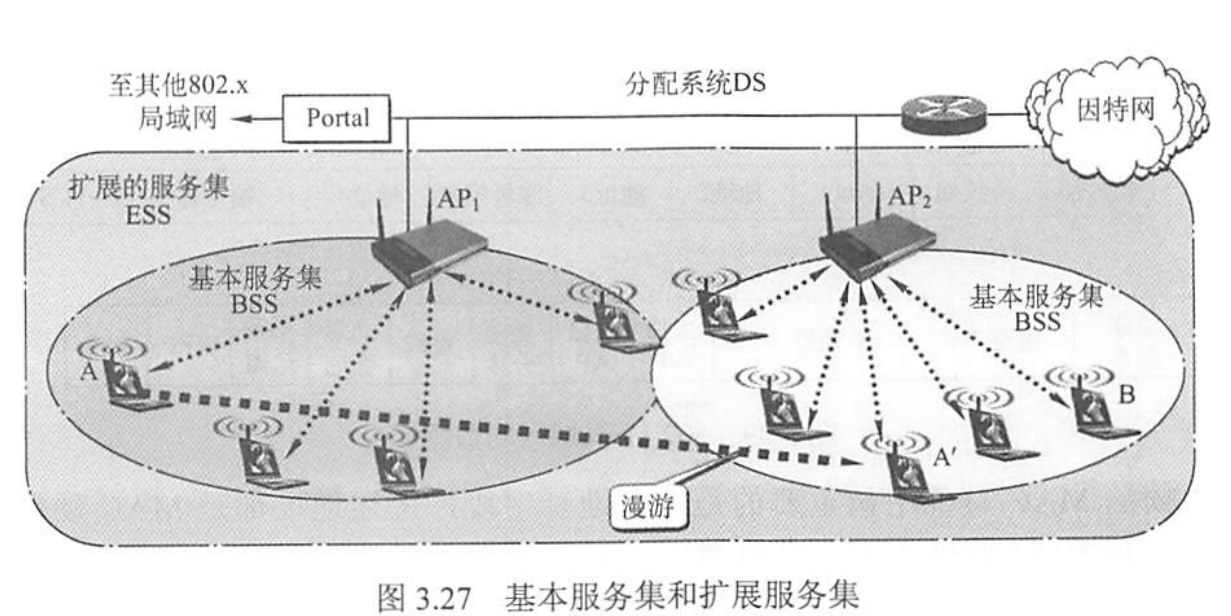 至其他802.x
局域网
Portal
分配系统DS
因特网
扩展的服务集
ESS
AP₁
AP₂
基本服务集
BSS
基本服务集
BSS
A
B
A′
漫游
图 3.27 基本服务集和扩展服务集